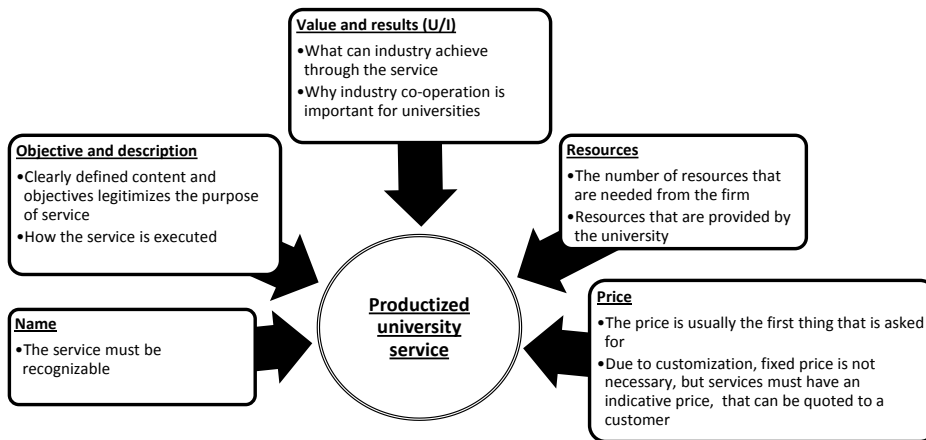 Value and results (U/I)
•What can industry achieve
through the service
•Why industry co-operation is
important for universities
Objective and description
•Clearly defined content and
objectives legitimizes the purpose
of service
•How the service is executed
Resources
•The number of resources that
are needed from the firm
•Resources that are provided by
the university
Name
•The service must be
recognizable
Productized
university
service
Price
•The price is usually the first thing that is asked
for
•Due to customization, fixed price is not
necessary, but services must have an
indicative price, that can be quoted to a
customer